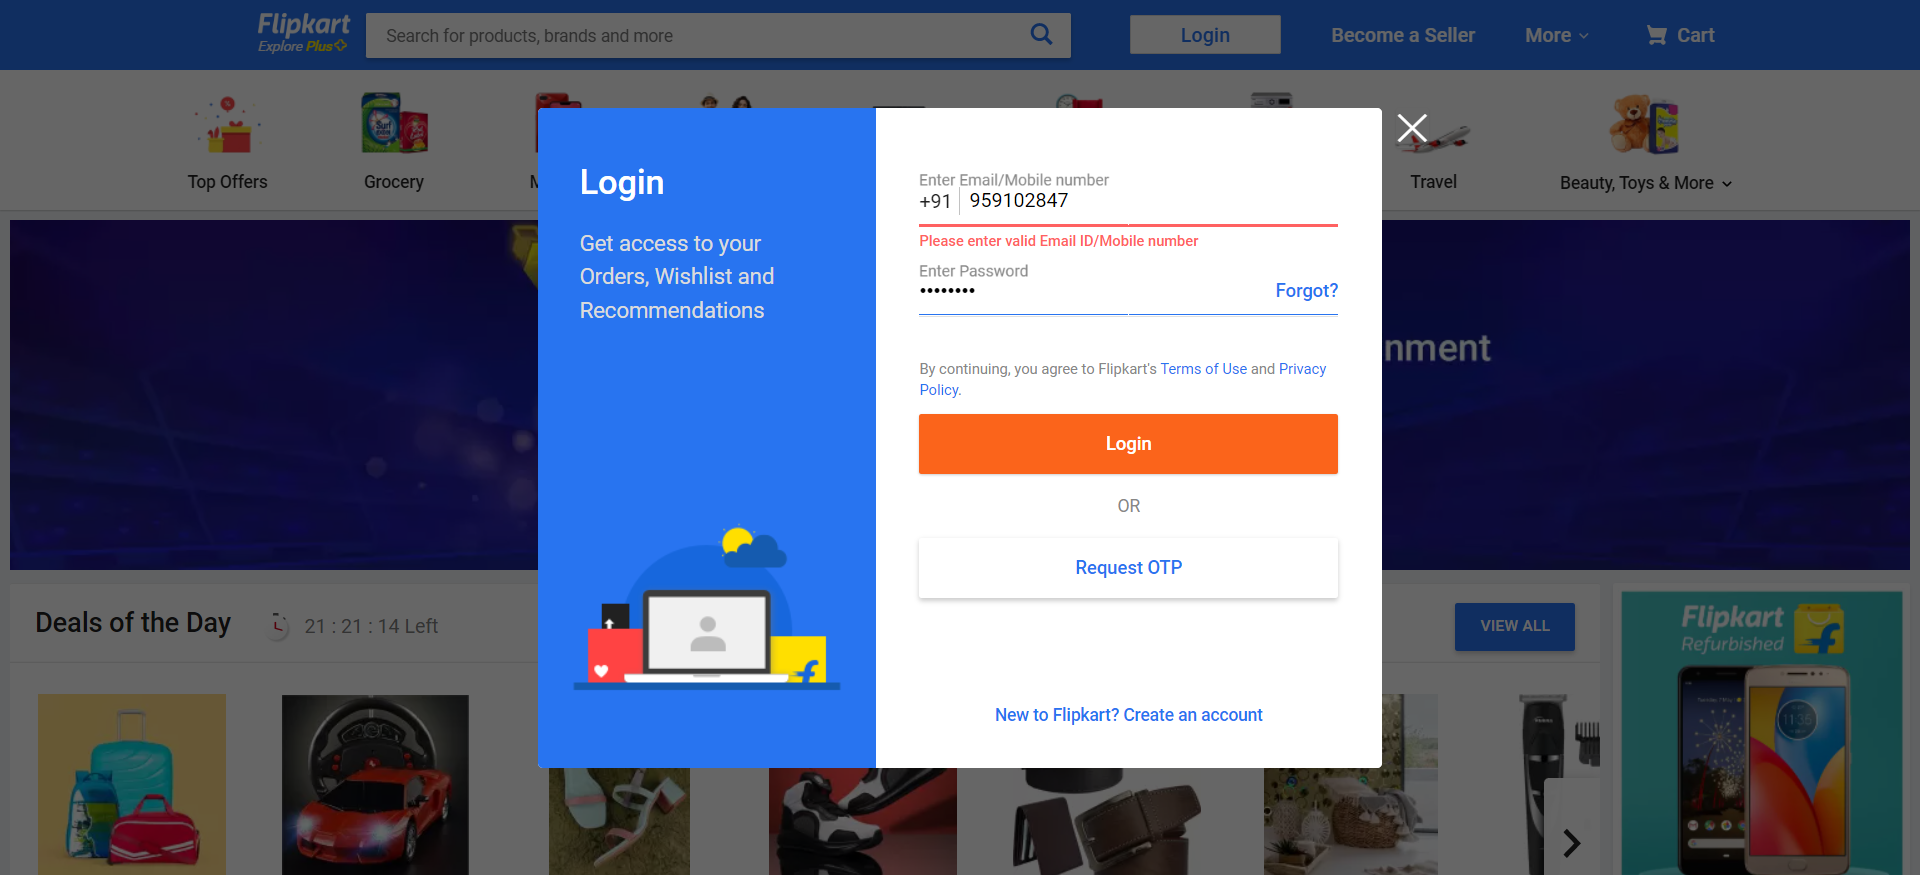 Flipkart
Explore Plus
Search for products, brands and more
Login
Become a Seller
More
Cart
Top Offers
Grocery
M
Travel
Beauty, Toys & More
Login
Get access to your
Orders, Wishlist and
Recommendations
Enter Email/Mobile number
+91 959102847
Please enter valid Email ID/Mobile number
Enter Password
••••••••
Forgot?
By continuing, you agree to Flipkart's Terms of Use and Privacy
Policy.
Login
OR
Request OTP
New to Flipkart? Create an account
nment
Deals of the Day
21 : 21 : 14 Left
VIEW ALL
Flipkart
Refurbished
11:35